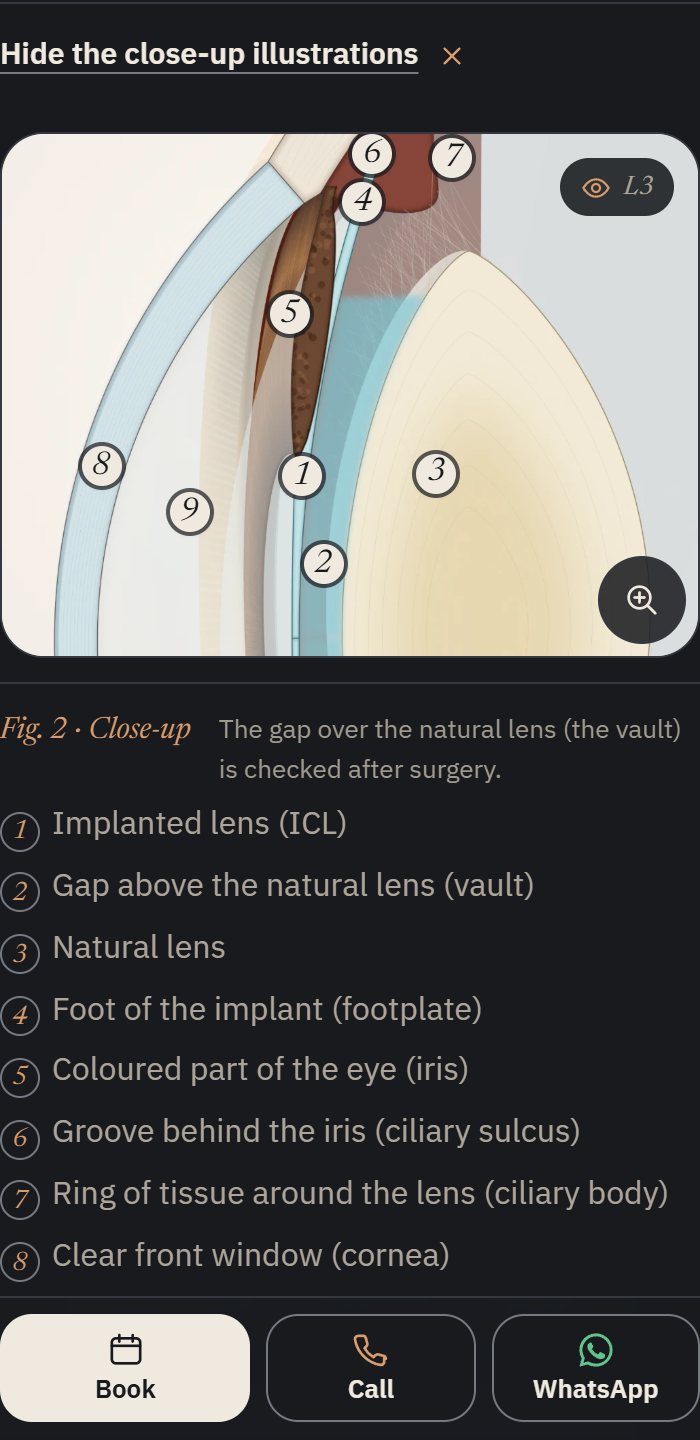 Hide the close-up illustrations
6
7
L3
4
5
8
1
3
9
2
Fig. 2 · Close-up
The gap over the natural lens (the vault)
is checked after surgery.
1 Implanted lens (ICL)
2 Gap above the natural lens (vault)
3 Natural lens
4 Foot of the implant (footplate)
5 Coloured part of the eye (iris)
6 Groove behind the iris (ciliary sulcus)
7 Ring of tissue around the lens (ciliary body)
8 Clear front window (cornea)
Book
Call
WhatsApp